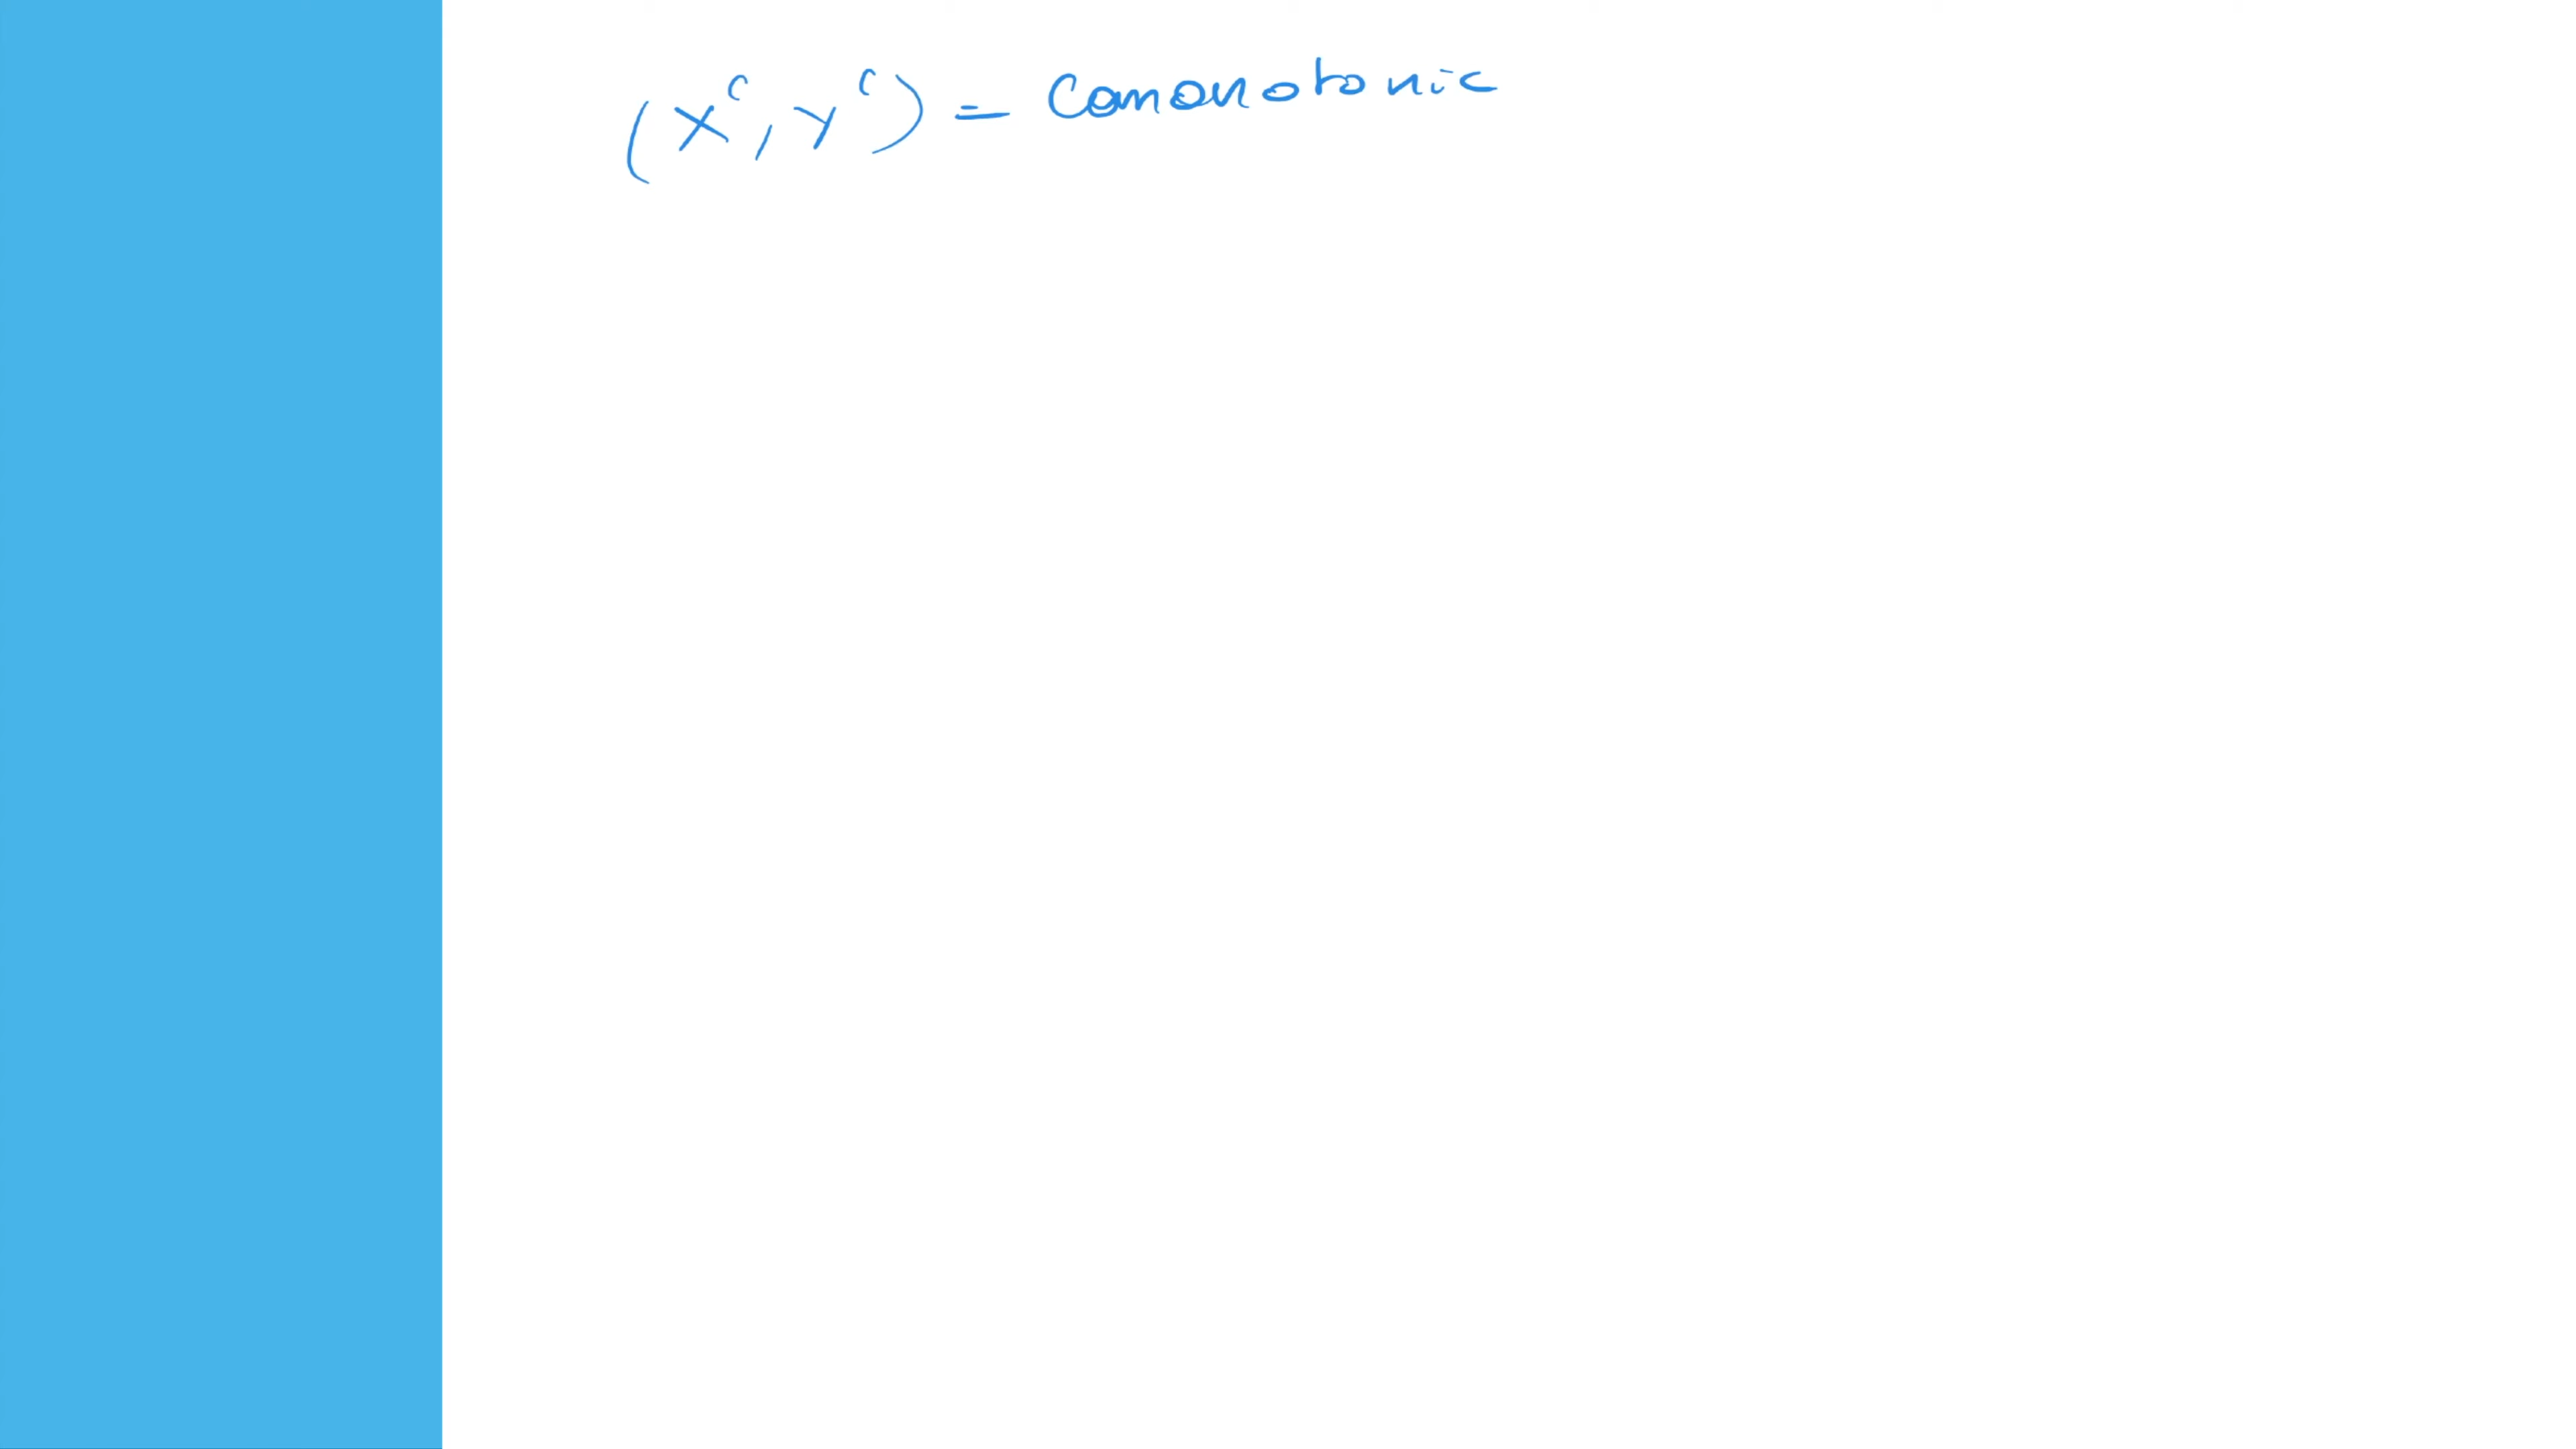 (X^c, Y^c) = Comonotonic